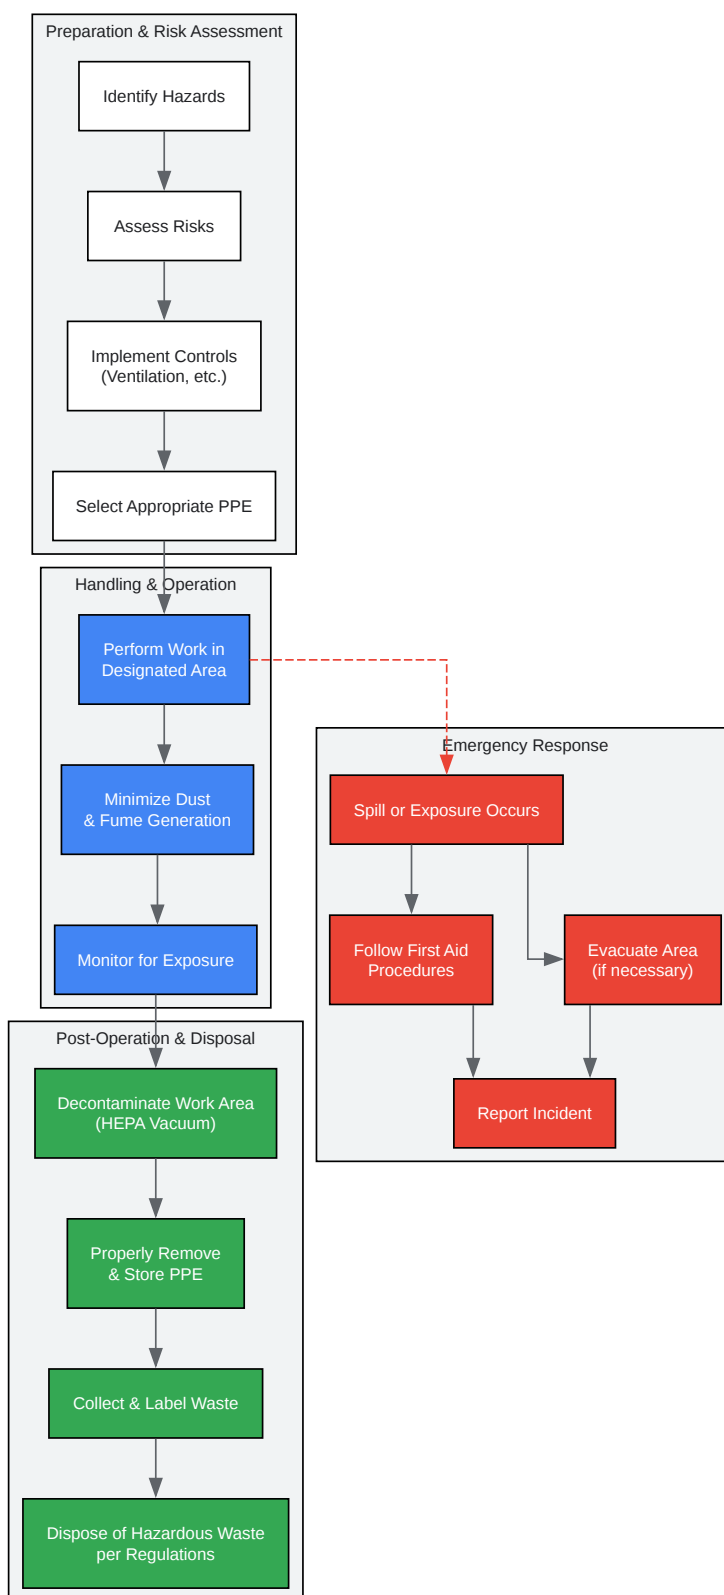 Preparation & Risk Assessment
Identify Hazards
Assess Risks
Implement Controls
(Ventilation, etc.)
Select Appropriate PPE
Handling & Operation
Perform Work in
Designated Area
Minimize Dust
& Fume Generation
Monitor for Exposure
Emergency Response
Spill or Exposure Occurs
Follow First Aid
Procedures
Evacuate Area
(if necessary)
Report Incident
Post-Operation & Disposal
Decontaminate Work Area
(HEPA Vacuum)
Properly Remove
& Store PPE
Collect & Label Waste
Dispose of Hazardous Waste
per Regulations